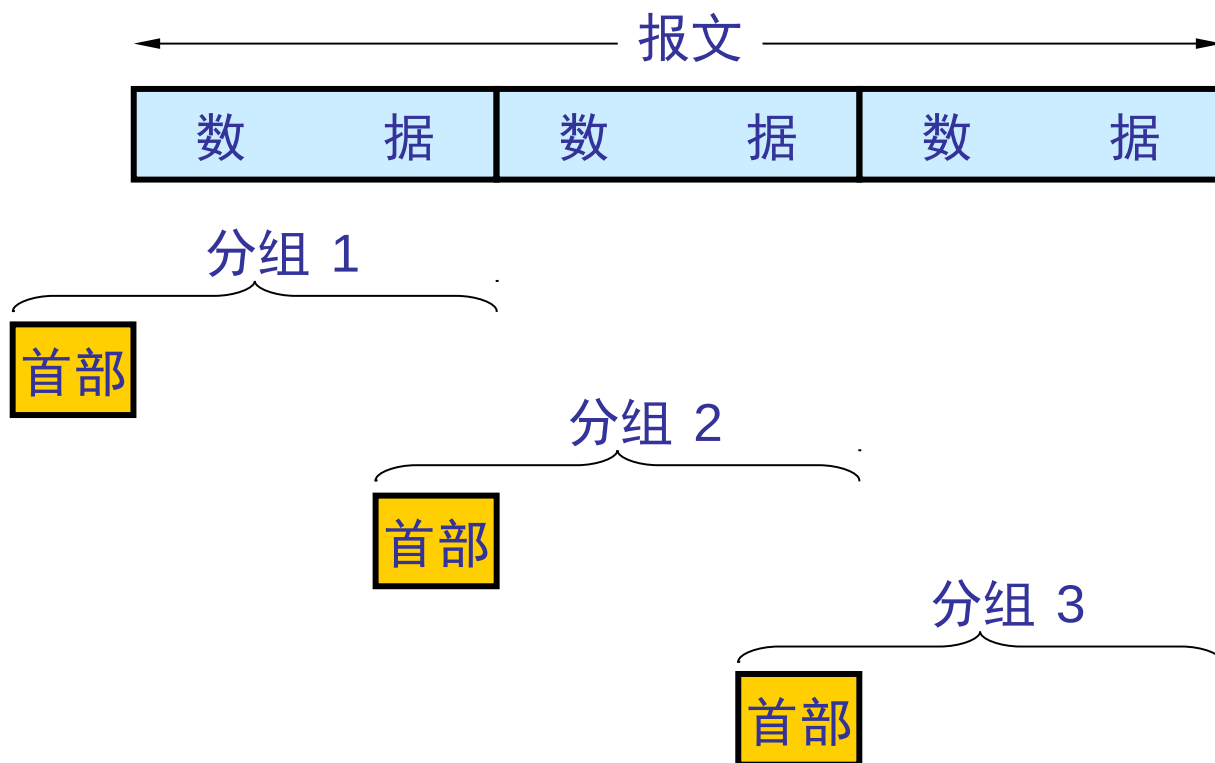 报文
数 据 数 据 数 据
分组 1
首部
分组 2
首部
分组 3
首部